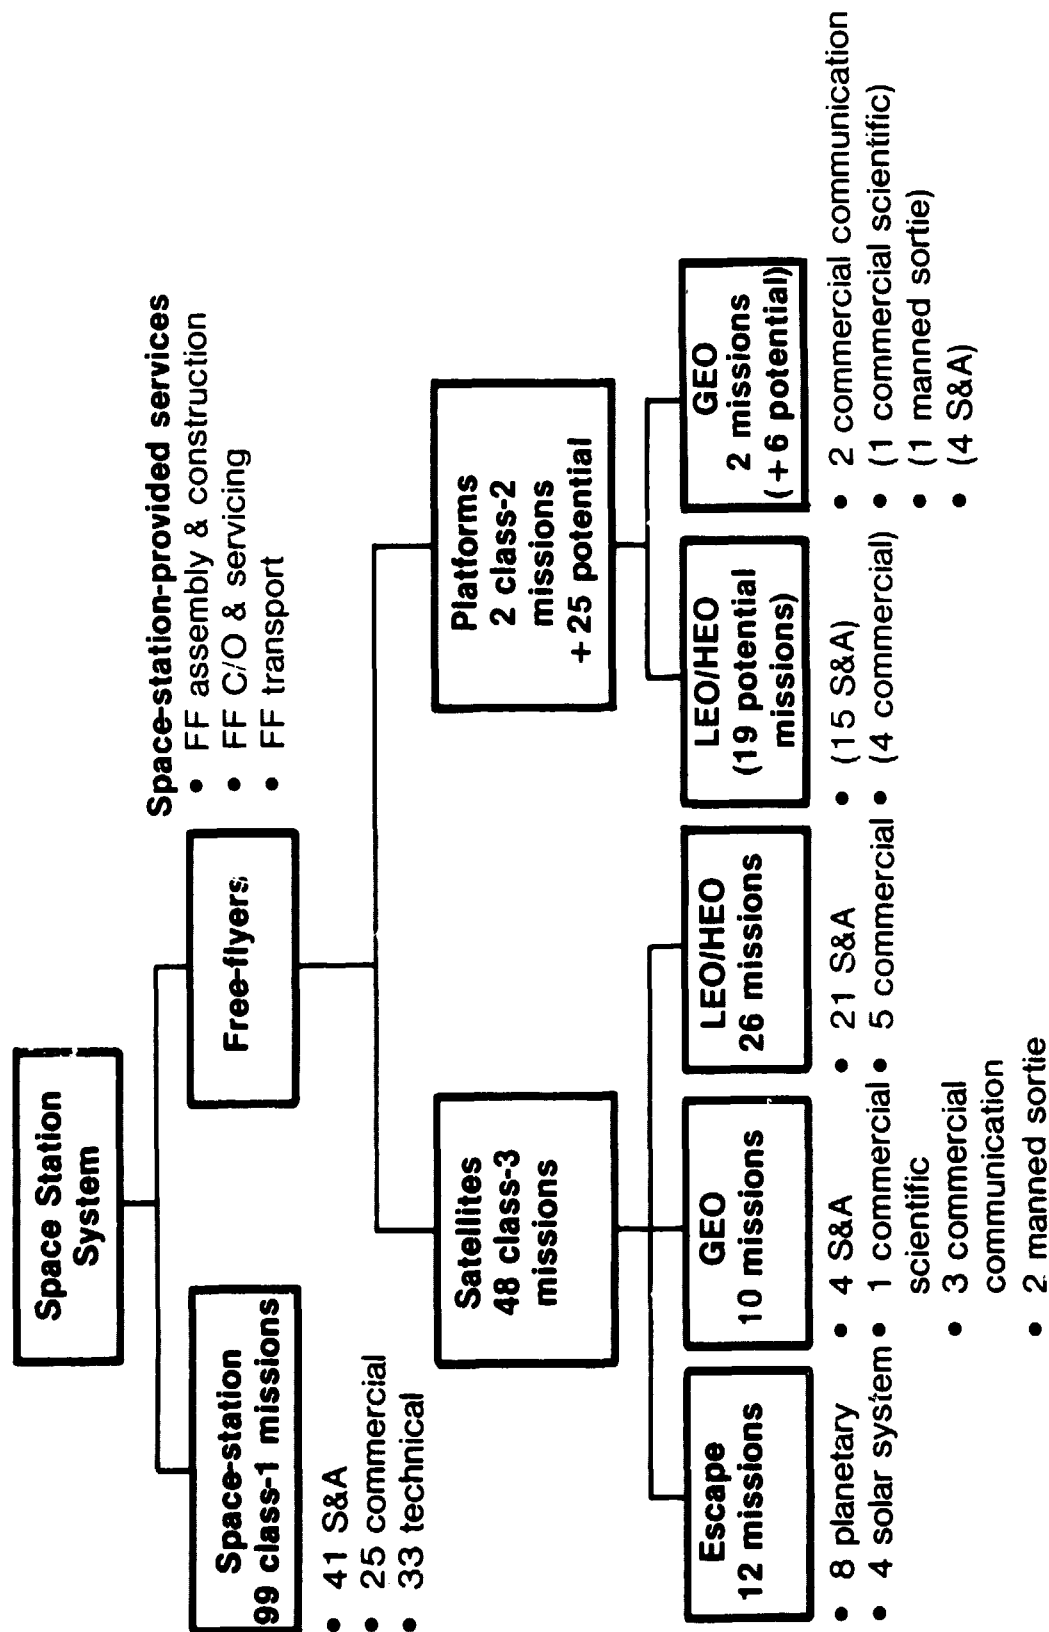 Space Station
System
Space-station
99 class-1 missions
• 41 S&A
• 25 commercial
• 33 technical
Free-flyers
Space-station-provided services
• FF assembly & construction
• FF C/O & servicing
• FF transport
Satellites
48 class-3
missions
Platforms
2 class-2
missions
+ 25 potential
Escape
12 missions
• 8 planetary
• 4 solar system
GEO
10 missions
• 4 S&A
• 1 commercial
scientific
• 3 commercial
communication
• 2 manned sortie
LEO/HEO
26 missions
• 21 S&A
• 5 commercial
LEO/HEO
(19 potential
missions)
• (15 S&A)
• (4 commercial)
GEO
2 missions
(+ 6 potential)
• 2 commercial communication
• (1 commercial scientific)
• (1 manned sortie)
• (4 S&A)